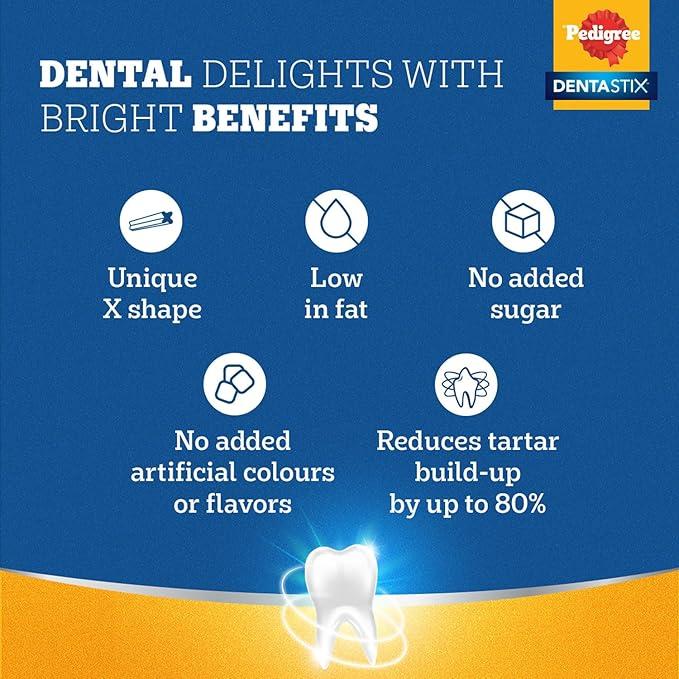 Pedigree
DENTASTIX
DENTAL DELIGHTS WITH
BRIGHT BENEFITS
Unique
X shape
Low
in fat
No added
sugar
No added
artificial colours
or flavors
Reduces tartar
build-up
by up to 80%